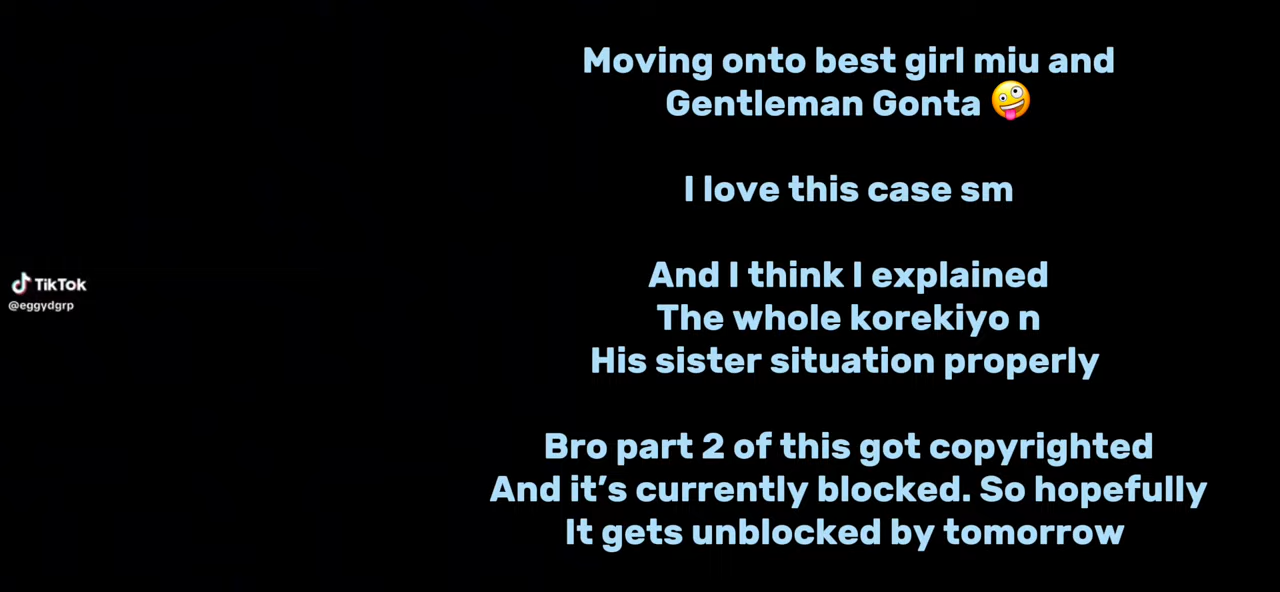 Moving onto best girl miu and
Gentleman Gonta 🤪
I love this case sm
And I think I explained
The whole korekiyo n
His sister situation properly
Bro part 2 of this got copyrighted
And it’s currently blocked. So hopefully
It gets unblocked by tomorrow
TikTok
@eggydgrp